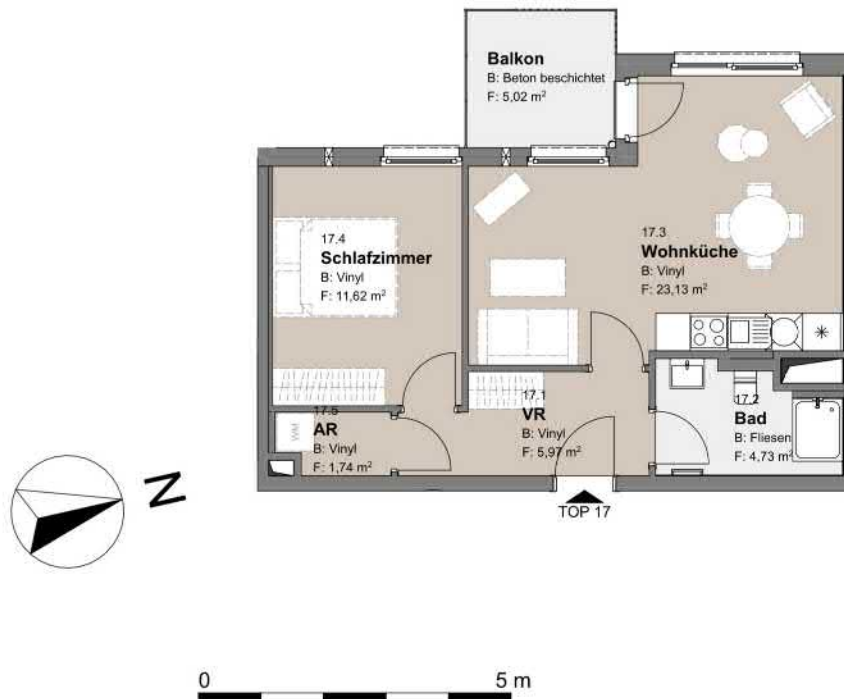 Balkon
B: Beton beschichtet
F: 5,02 m²
17.4
Schlafzimmer
B: Vinyl
F: 11,62 m²
17.3
Wohnküche
B: Vinyl
F: 23,13 m²
17.5
AR
B: Vinyl
F: 1,74 m²
WM
17.1
VR
B: Vinyl
F: 5,97 m²
17.2
Bad
B: Fliesen
F: 4,73 m²
TOP 17
N
0 5 m